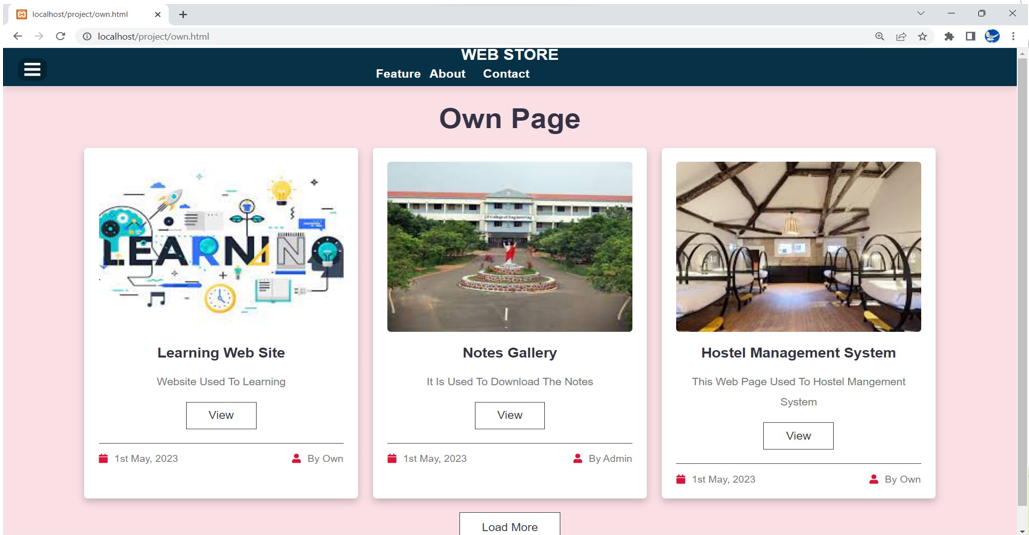 localhost/project/own.html
localhost/project/own.html
WEB STORE
Feature About Contact
Own Page
LEARNING
Learning Web Site
Website Used To Learning
View
1st May, 2023 By Own
Notes Gallery
It Is Used To Download The Notes
View
1st May, 2023 By Admin
Hostel Management System
This Web Page Used To Hostel Mangement
System
View
1st May, 2023 By Own
Load More